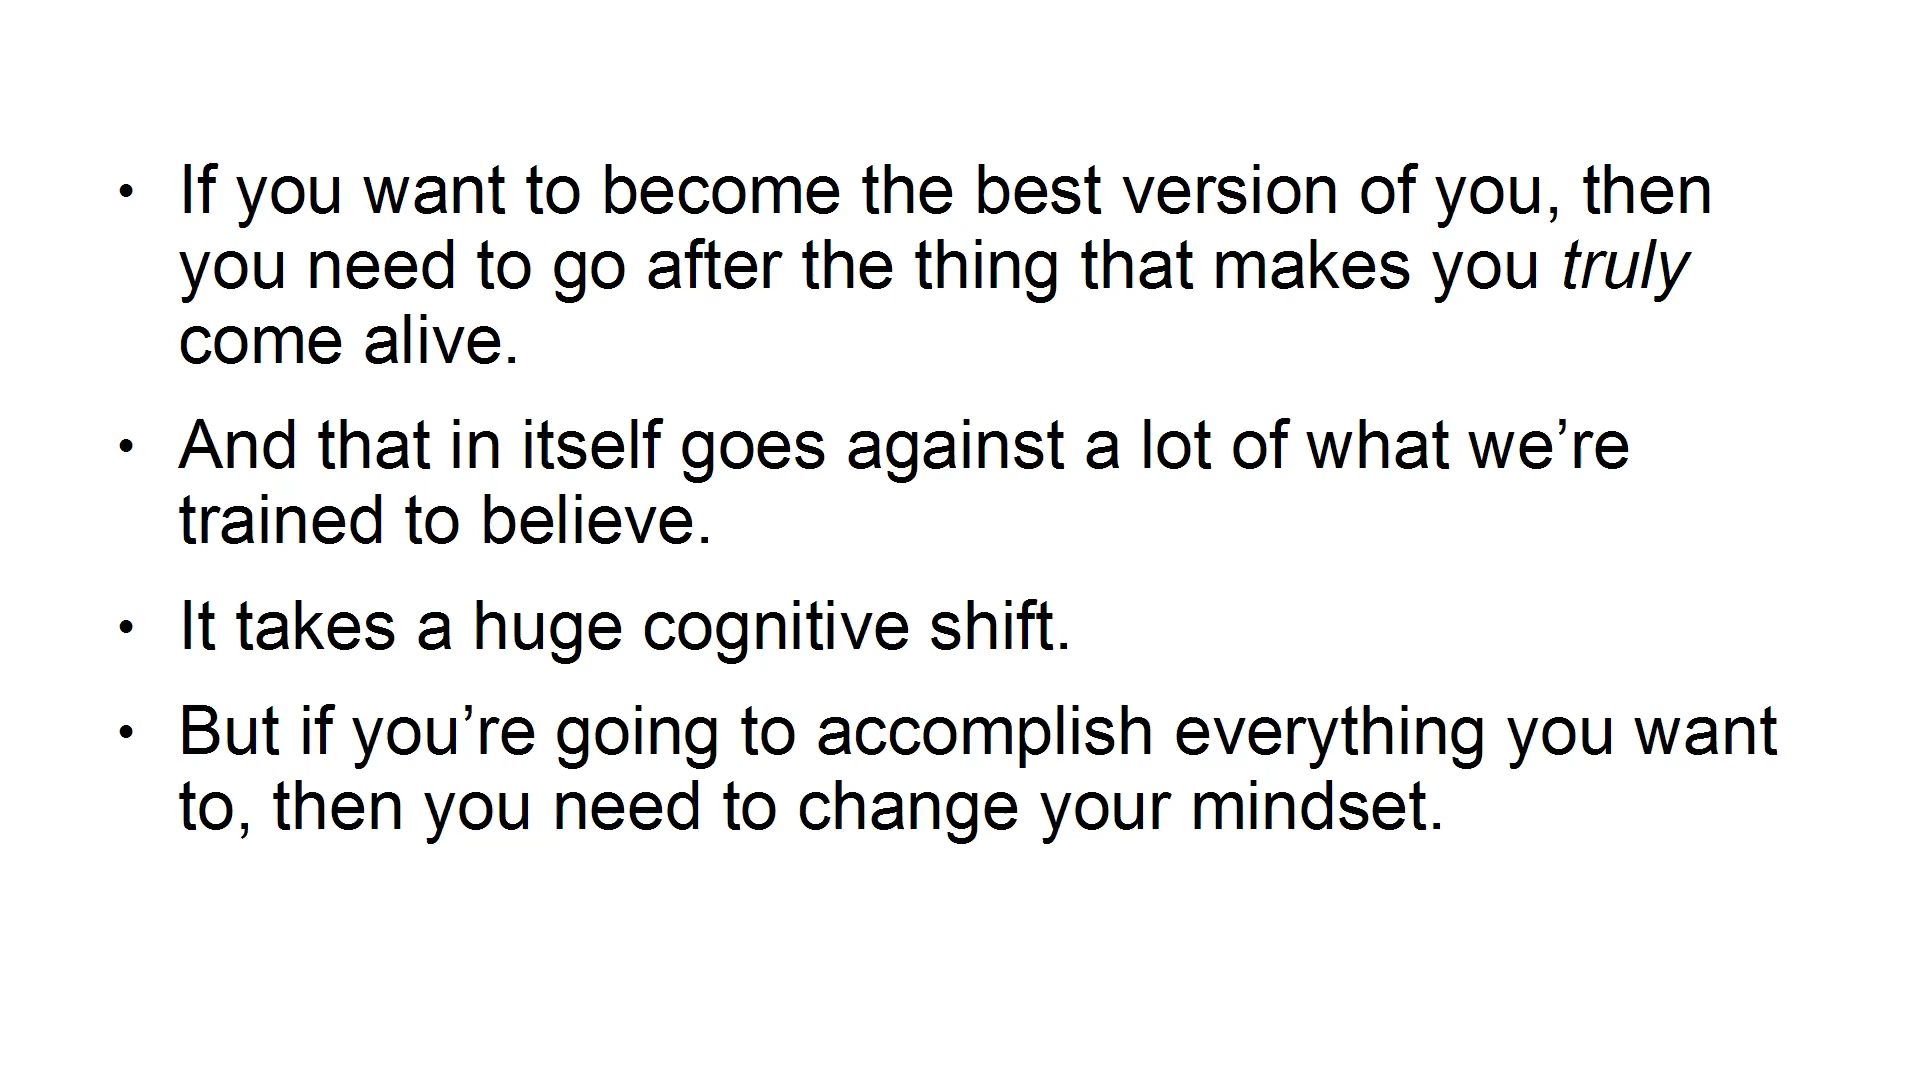 • If you want to become the best version of you, then
you need to go after the thing that makes you truly
come alive.
• And that in itself goes against a lot of what we’re
trained to believe.
• It takes a huge cognitive shift.
• But if you’re going to accomplish everything you want
to, then you need to change your mindset.